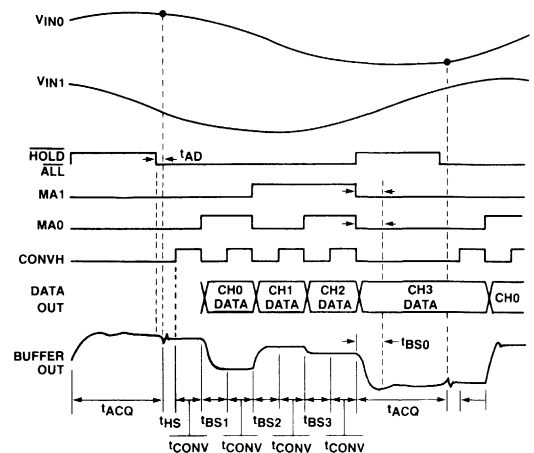 VIN0
VIN1
HOLD
ALL
tAD
MA1
MA0
CONVH
DATA
OUT
CH0
DATA
CH1
DATA
CH2
DATA
CH3
DATA
CH0
tBS0
BUFFER
OUT
tACQ
tHS
tBS1
tBS2
tBS3
tACQ
tCONV
tCONV
tCONV
tCONV